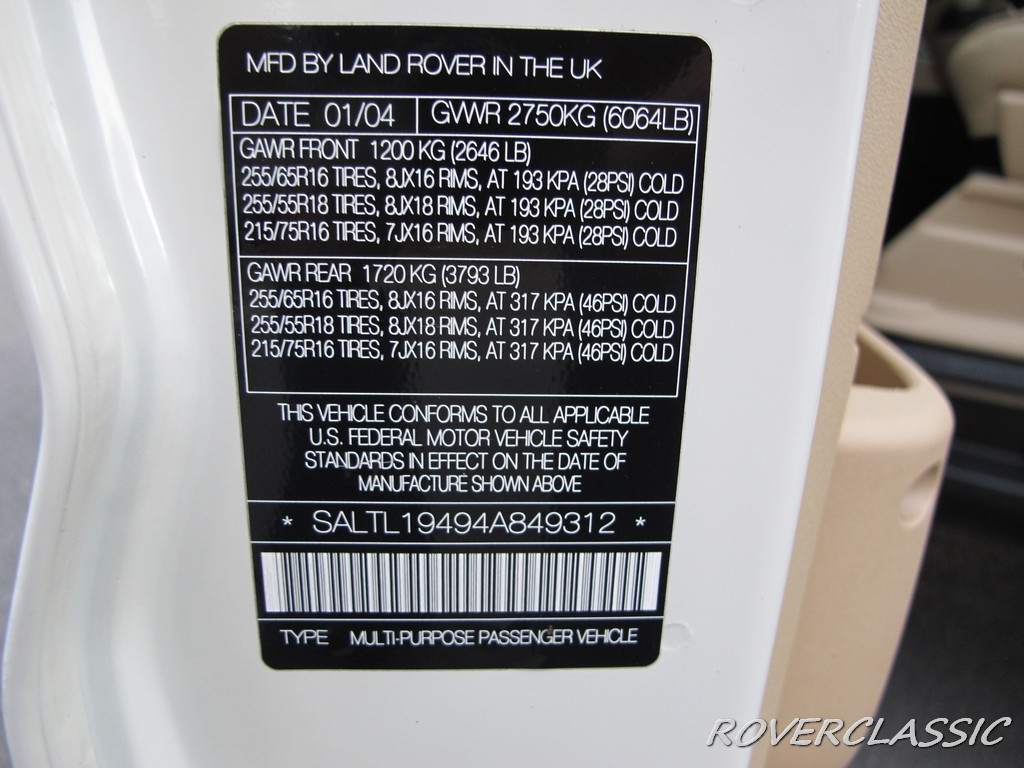 MFD BY LAND ROVER IN THE UK
DATE 01/04 GWWR 2750KG (6064LB)
GAWR FRONT 1200 KG (2646 LB)
255/65R16 TIRES, 8JX16 RIMS, AT 193 KPA (28PSI) COLD
255/55R18 TIRES, 8JX18 RIMS, AT 193 KPA (28PSI) COLD
215/75R16 TIRES, 7JX16 RIMS, AT 193 KPA (28PSI) COLD
GAWR REAR 1720 KG (3793 LB)
255/65R16 TIRES, 8JX16 RIMS, AT 317 KPA (46PSI) COLD
255/55R18 TIRES, 8JX18 RIMS, AT 317 KPA (46PSI) COLD
215/75R16 TIRES, 7JX16 RIMS, AT 317 KPA (46PSI) COLD
THIS VEHICLE CONFORMS TO ALL APPLICABLE
U.S. FEDERAL MOTOR VEHICLE SAFETY
STANDARDS IN EFFECT ON THE DATE OF
MANUFACTURE SHOWN ABOVE
* SALTL19494A849312 *
TYPE MULTI-PURPOSE PASSENGER VEHICLE
ROVERCLASSIC